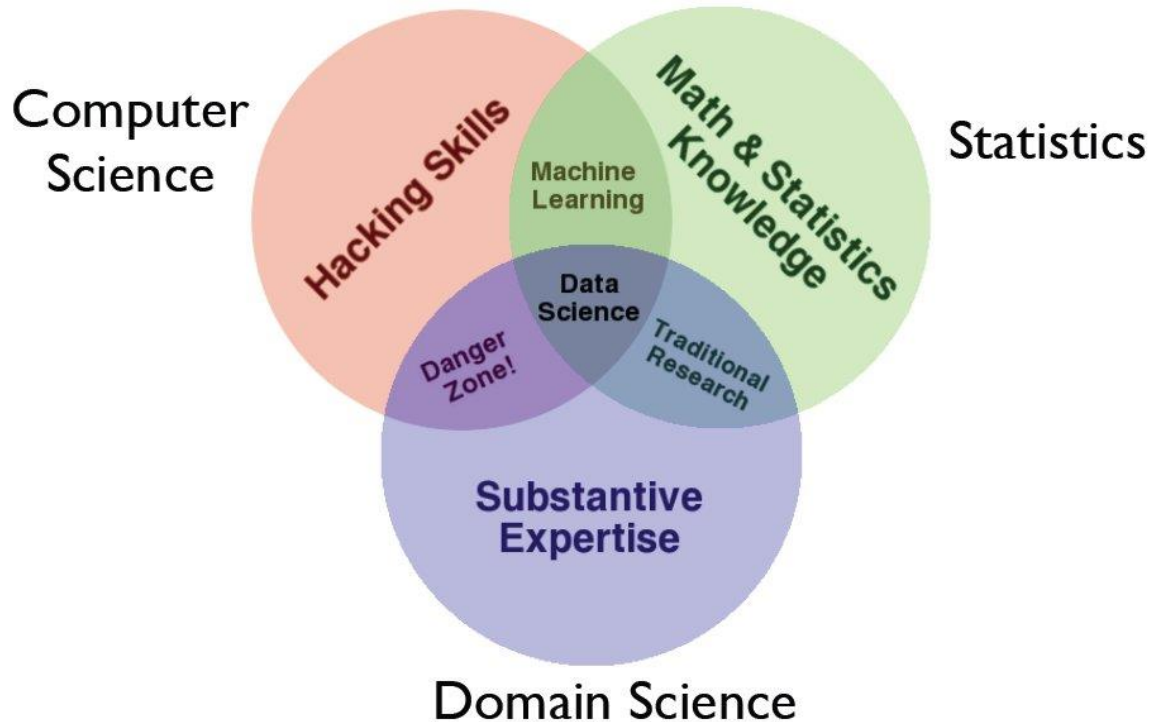 Computer
Science
Hacking Skills
Math & Statistics
Knowledge
Statistics
Machine
Learning
Data
Science
Danger
Zone!
Traditional
Research
Substantive
Expertise
Domain Science